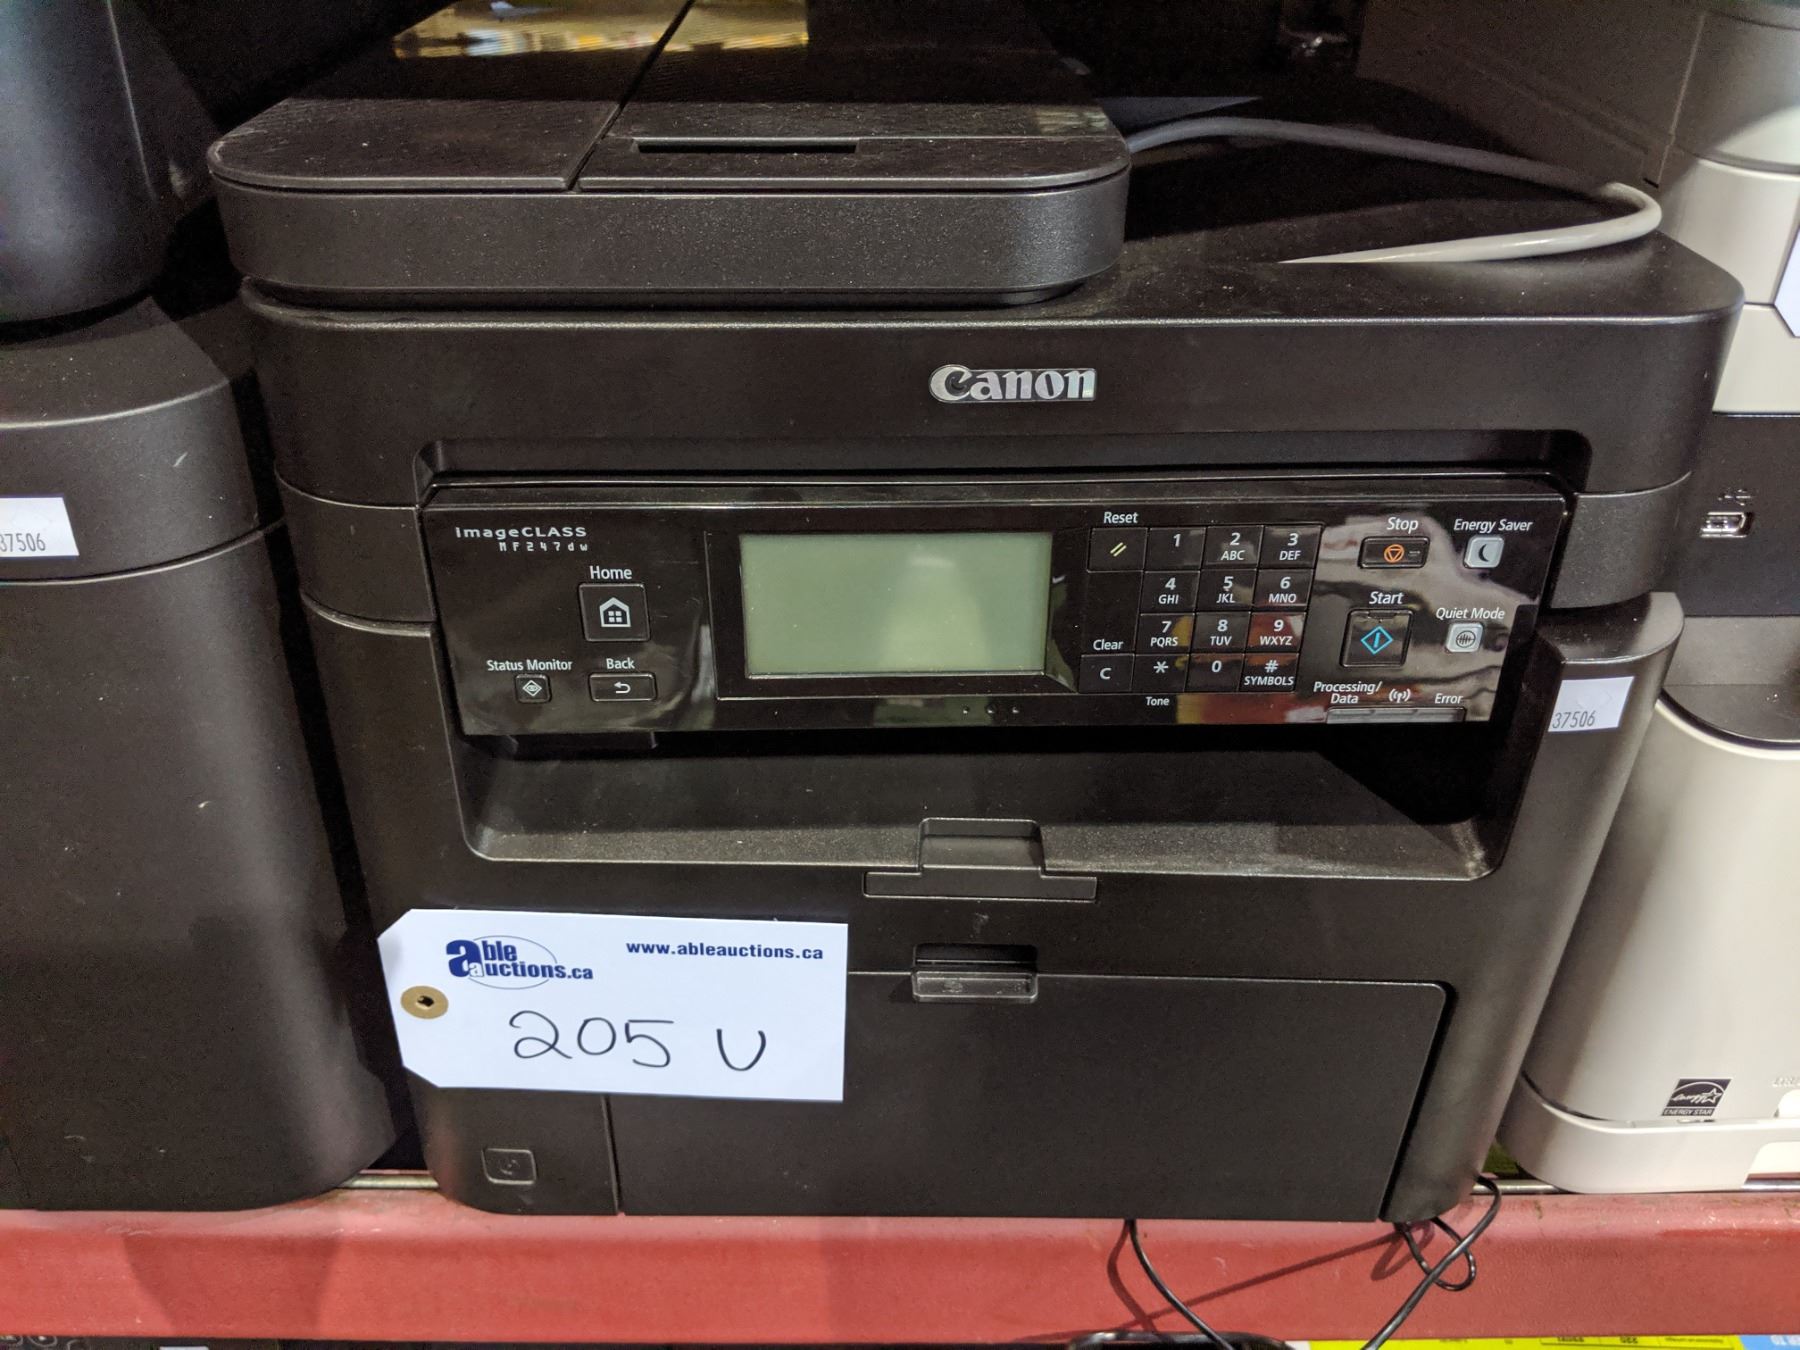 Canon
ImageCLASS
MF247dw
Home
Status Monitor
Back
Reset
1
2
ABC
3
DEF
4
GHI
5
JKL
6
MNO
7
PQRS
8
TUV
9
WXYZ
Clear
C
*
0
#
SYMBOLS
Tone
Stop
Energy Saver
Start
Quiet Mode
Processing/
Data
Error
37506
37506
able
auctions.ca
www.ableauctions.ca
205 U
ENERGY STAR